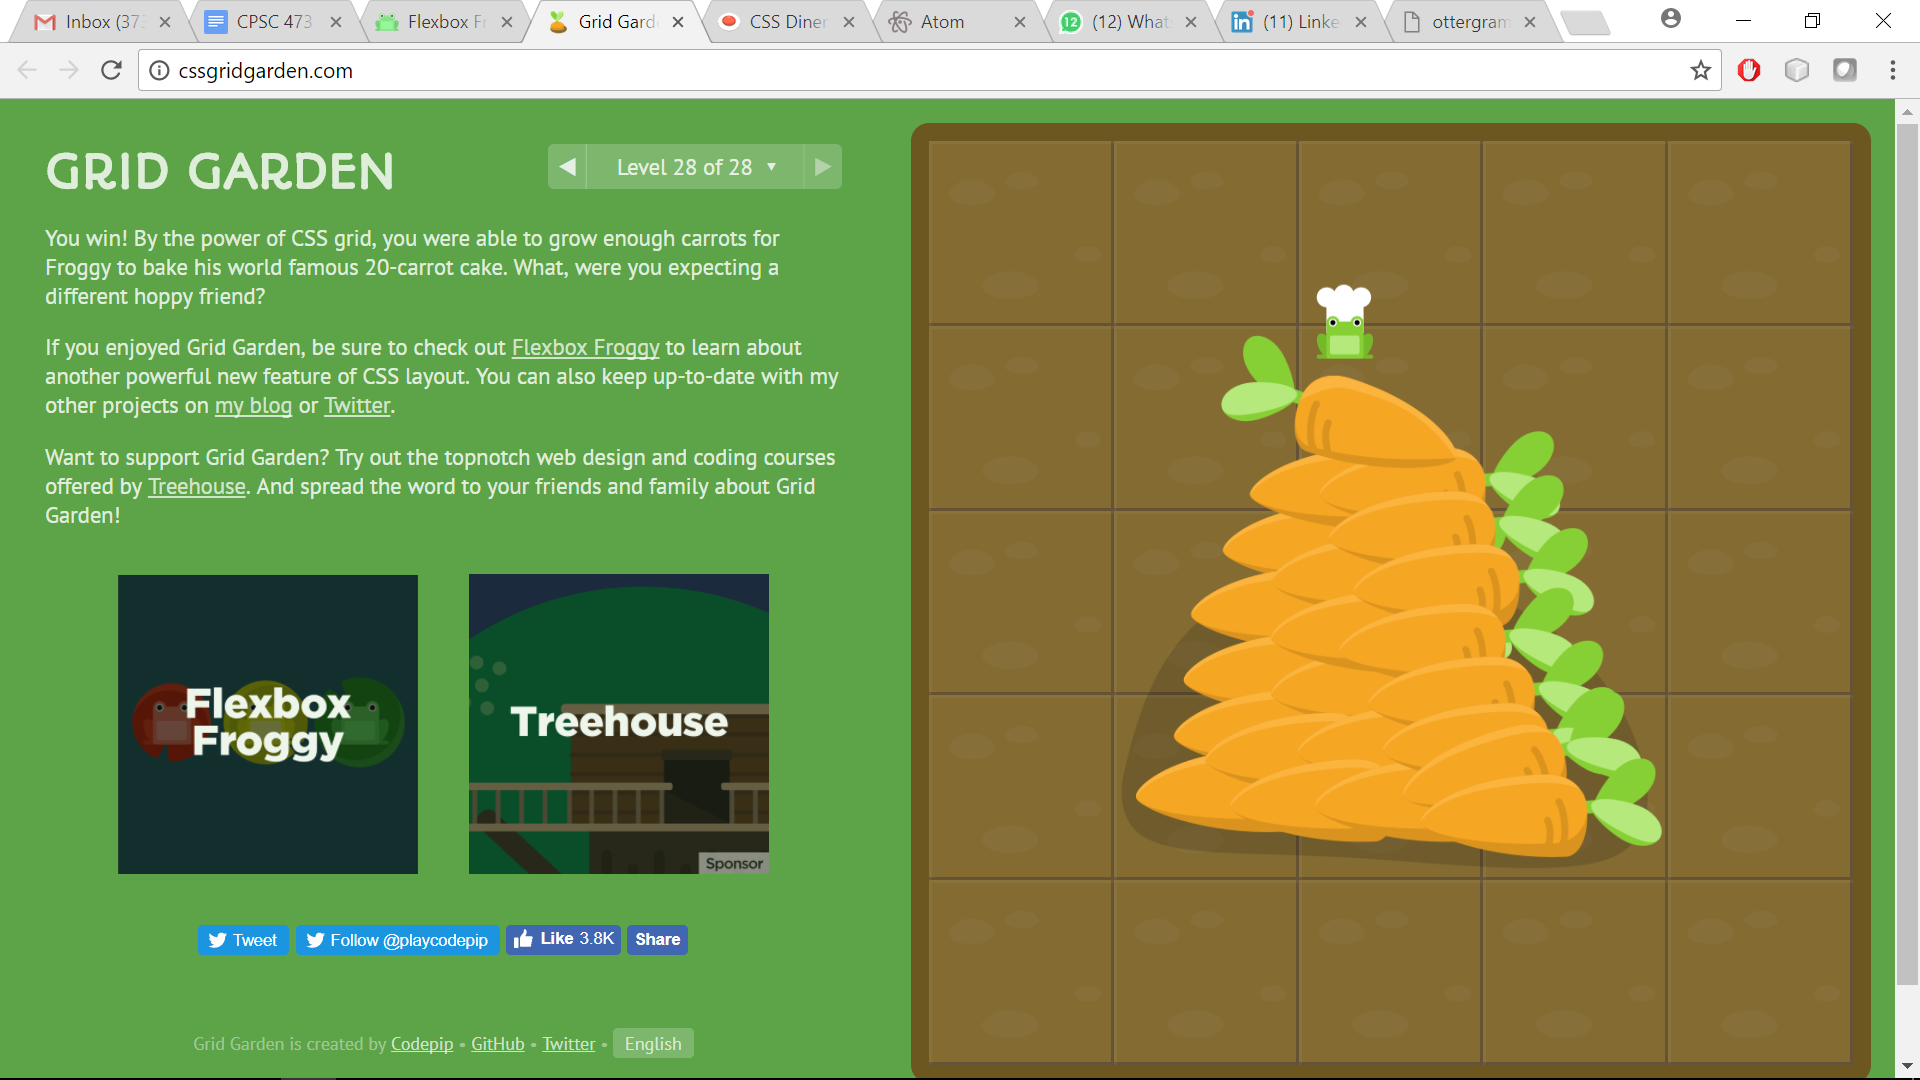 Inbox (37
CPSC 473
Flexbox F
Grid Gard
CSS Diner
Atom
(12) What
(11) Linke
ottergram
cssgridgarden.com
GRID GARDEN
Level 28 of 28
You win! By the power of CSS grid, you were able to grow enough carrots for
Froggy to bake his world famous 20-carrot cake. What, were you expecting a
different hoppy friend?
If you enjoyed Grid Garden, be sure to check out Flexbox Froggy to learn about
another powerful new feature of CSS layout. You can also keep up-to-date with my
other projects on my blog or Twitter.
Want to support Grid Garden? Try out the topnotch web design and coding courses
offered by Treehouse. And spread the word to your friends and family about Grid
Garden!
Flexbox
Froggy
Treehouse
Sponsor
Tweet
Follow @playcodepip
Like 3.8K
Share
Grid Garden is created by Codepip • GitHub • Twitter • English